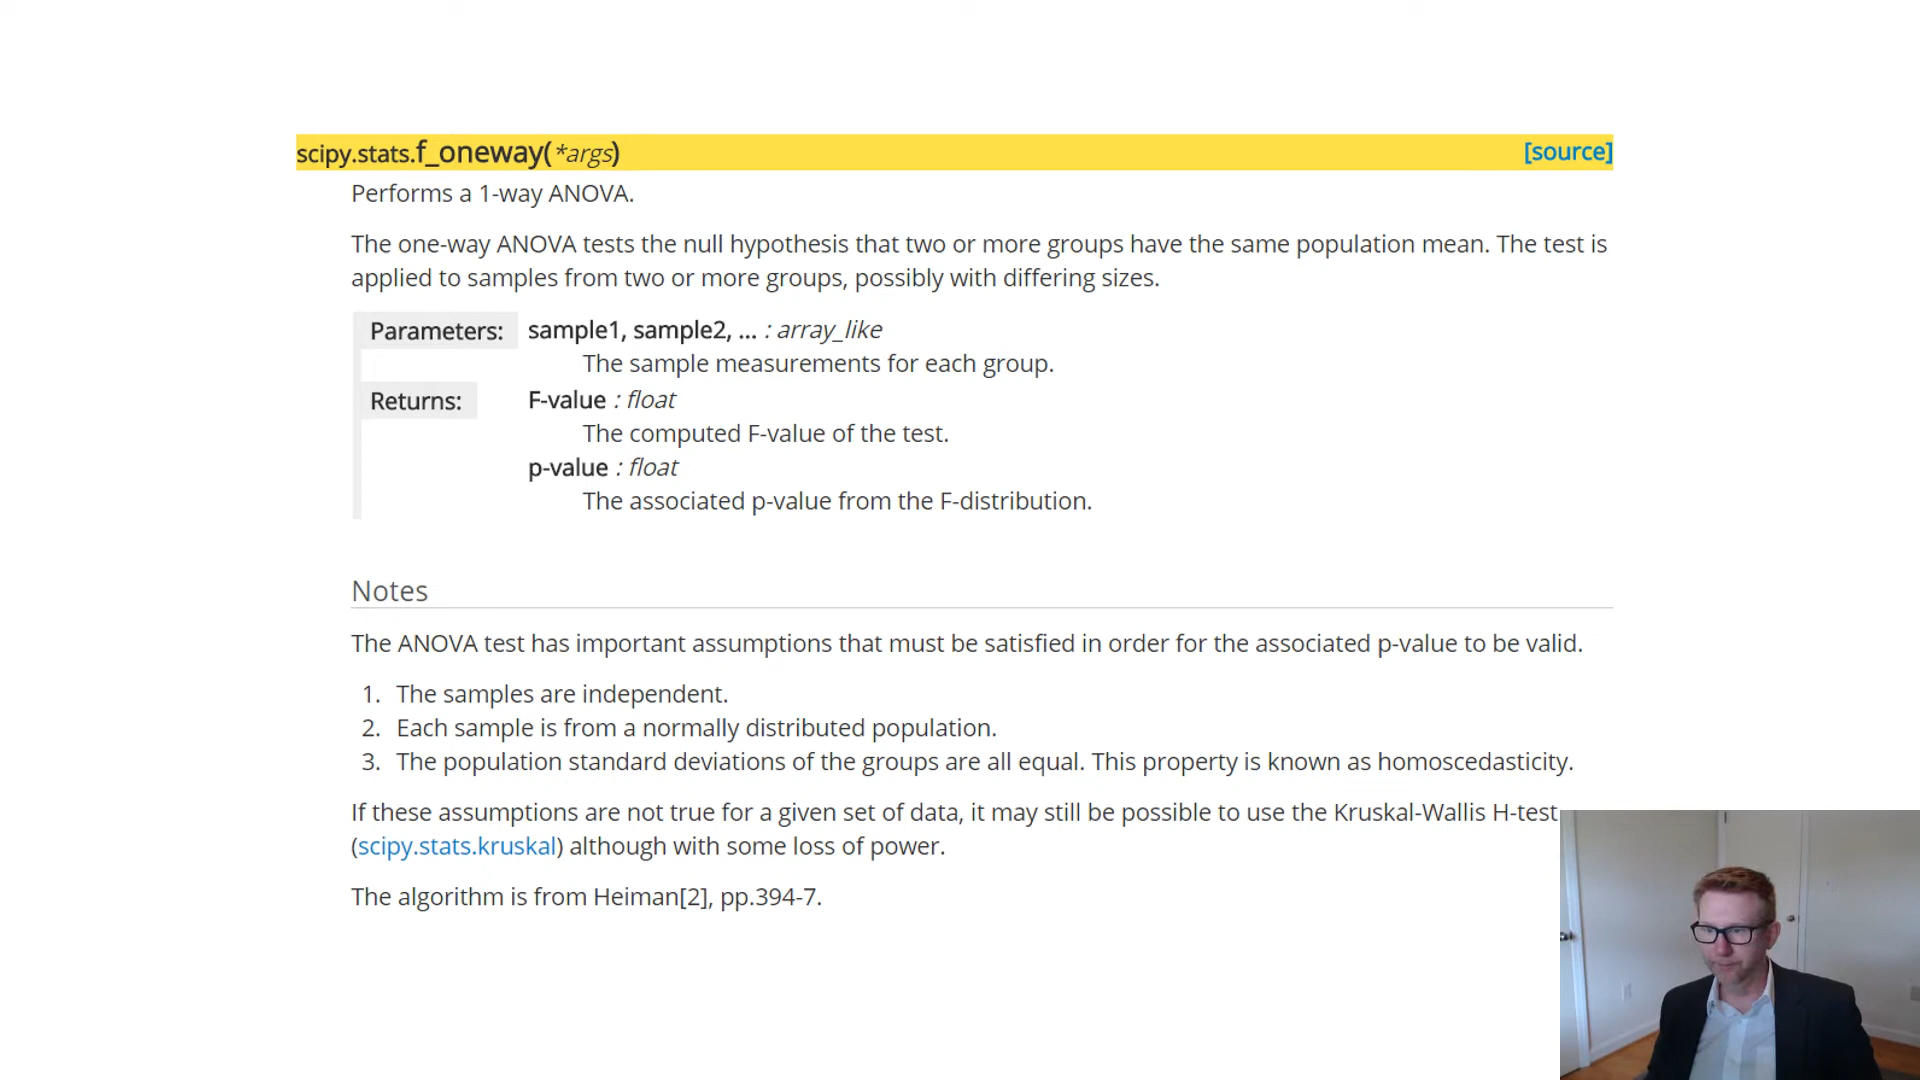 scipy.stats.f_oneway(*args) [source]
Performs a 1-way ANOVA.
The one-way ANOVA tests the null hypothesis that two or more groups have the same population mean. The test is
applied to samples from two or more groups, possibly with differing sizes.
Parameters: sample1, sample2, ... : array_like
The sample measurements for each group.
Returns: F-value : float
The computed F-value of the test.
p-value : float
The associated p-value from the F-distribution.
Notes
The ANOVA test has important assumptions that must be satisfied in order for the associated p-value to be valid.
1. The samples are independent.
2. Each sample is from a normally distributed population.
3. The population standard deviations of the groups are all equal. This property is known as homoscedasticity.
If these assumptions are not true for a given set of data, it may still be possible to use the Kruskal-Wallis H-test
(scipy.stats.kruskal) although with some loss of power.
The algorithm is from Heiman[2], pp.394-7.